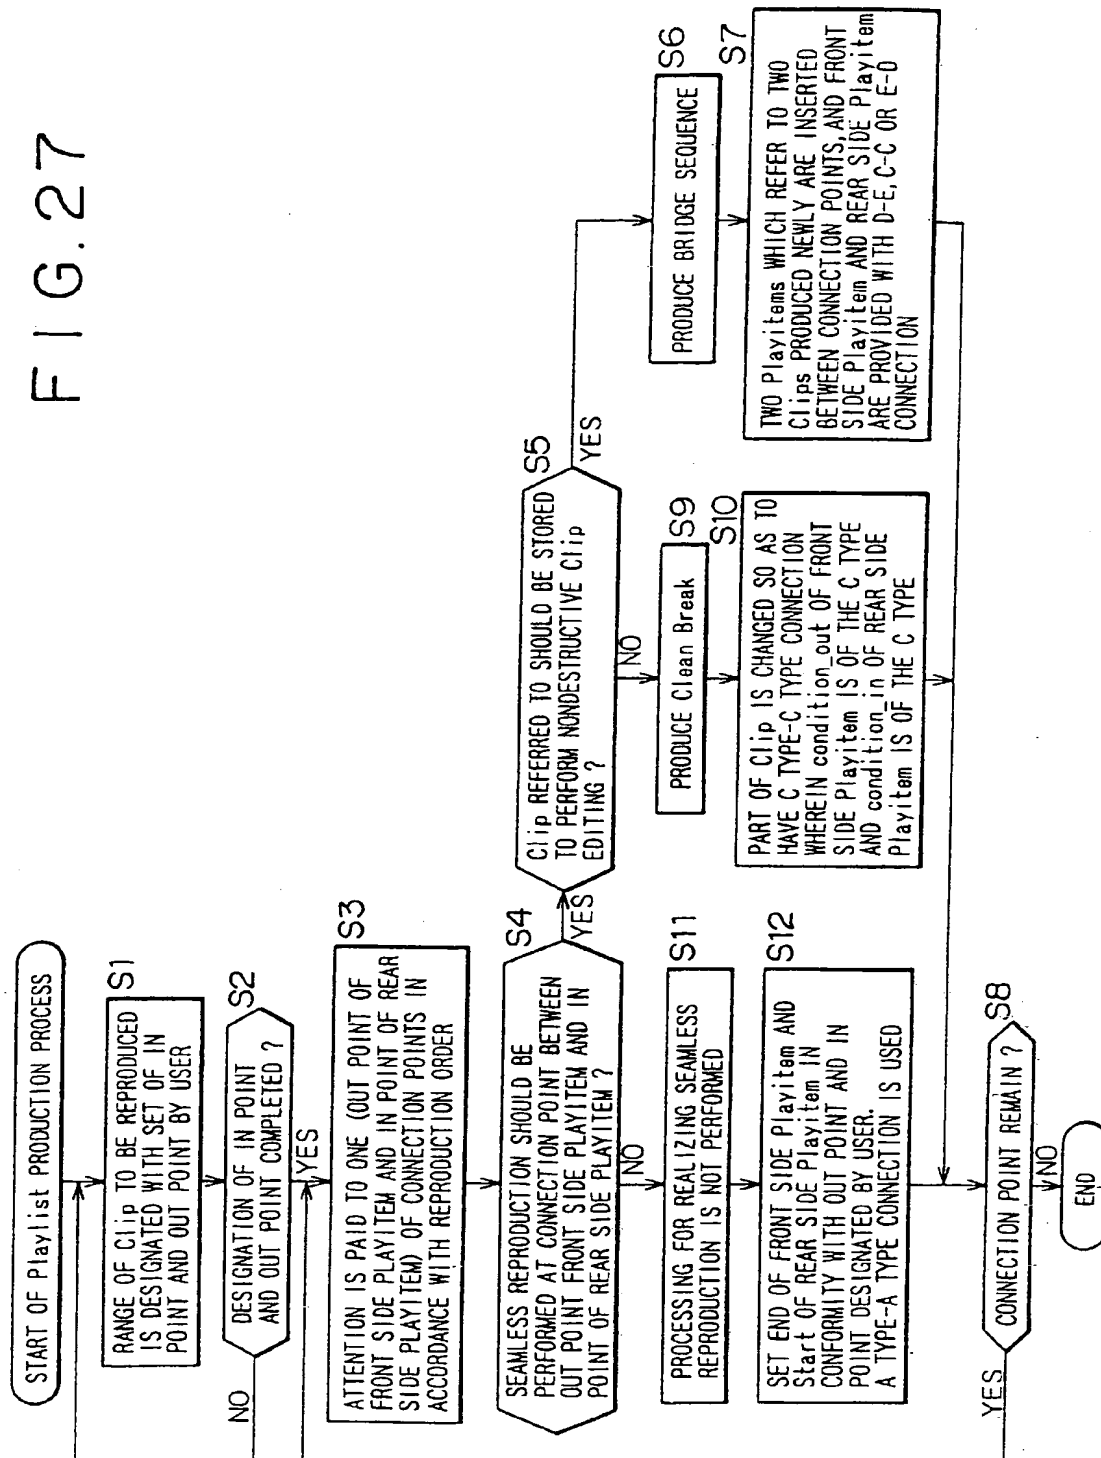 FIG.27
START OF Playlist PRODUCTION PROCESS
S1
RANGE OF Clip TO BE REPRODUCED
IS DESIGNATED WITH SET OF IN
POINT AND OUT POINT BY USER
S2
DESIGNATION OF IN POINT
AND OUT POINT COMPLETED ?
NO
YES
S3
ATTENTION IS PAID TO ONE (OUT POINT OF
FRONT SIDE PLAYITEM AND IN POINT OF REAR
SIDE PLAYITEM) OF CONNECTION POINTS IN
ACCORDANCE WITH REPRODUCTION ORDER
S4
SEAMLESS REPRODUCTION SHOULD BE
PERFORMED AT CONNECTION POINT BETWEEN
OUT POINT FRONT SIDE PLAYITEM AND IN
POINT OF REAR SIDE PLAYITEM ?
YES
NO
S5
Clip REFERRED TO SHOULD BE STORED
TO PERFORM NONDESTRUCTIVE Clip
EDITING ?
YES
NO
S6
PRODUCE BRIDGE SEQUENCE
S7
TWO Playitems WHICH REFER TO TWO
Clips PRODUCED NEWLY ARE INSERTED
BETWEEN CONNECTION POINTS, AND FRONT
SIDE Playitem AND REAR SIDE Playitem
ARE PROVIDED WITH D-E, C-C OR E-D
CONNECTION
S9
PRODUCE Clean Break
S10
PART OF Clip IS CHANGED SO AS TO
HAVE C TYPE-C TYPE CONNECTION
WHEREIN condition_out OF FRONT
SIDE Playitem IS OF THE C TYPE
AND condition_in OF REAR SIDE
Playitem IS OF THE C TYPE
S11
PROCESSING FOR REALIZING SEAMLESS
REPRODUCTION IS NOT PERFORMED
S12
SET END OF FRONT SIDE Playitem AND
Start OF REAR SIDE Playitem IN
CONFORMITY WITH OUT POINT AND IN
POINT DESIGNATED BY USER.
A TYPE-A TYPE CONNECTION IS USED
S8
CONNECTION POINT REMAIN ?
YES
NO
END